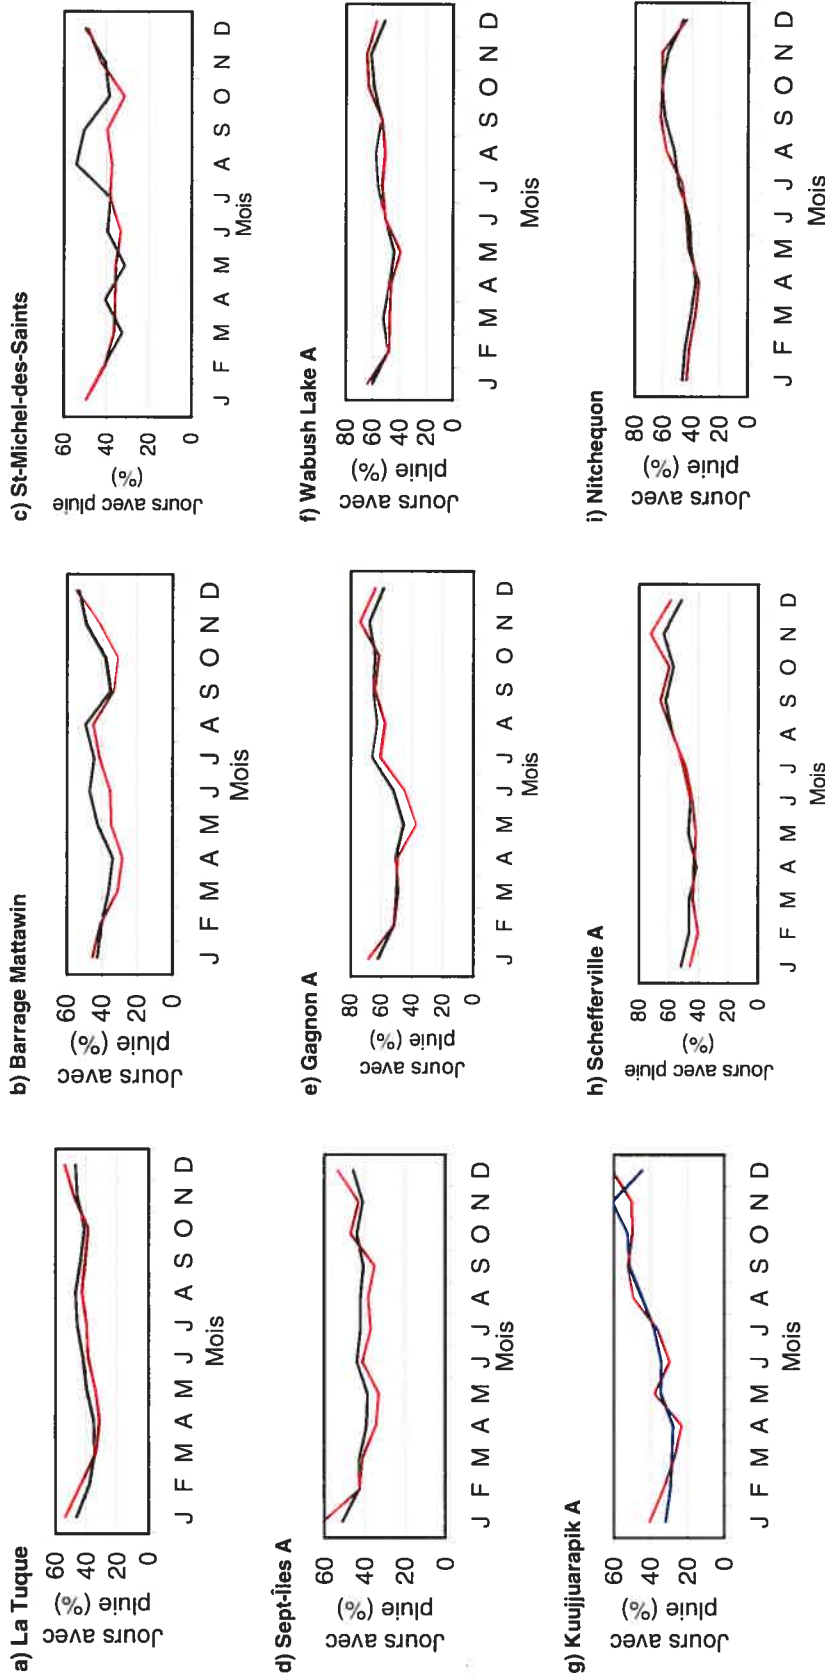 a) La Tuque
Jours avec
pluie (%)
60
40
20
0
J F M A M J J A S O N D
Mois
b) Barrage Mattawin
Jours avec
pluie (%)
60
40
20
0
J F M A M J J A S O N D
Mois
c) St-Michel-des-Saints
Jours avec pluie
(%)
60
40
20
0
J F M A M J J A S O N D
Mois
d) Sept-Îles A
Jours avec
pluie (%)
60
40
20
0
J F M A M J J A S O N D
Mois
e) Gagnon A
Jours avec
pluie (%)
80
60
40
20
0
J F M A M J J A S O N D
Mois
f) Wabush Lake A
Jours avec
pluie (%)
80
60
40
20
0
J F M A M J J A S O N D
Mois
g) Kuujjuarapik A
Jours avec
pluie (%)
60
40
20
0
J F M A M J J A S O N D
Mois
h) Schefferville A
Jours avec pluie
(%)
80
60
40
20
0
J F M A M J J A S O N D
Mois
i) Nitchequon
Jours avec
pluie (%)
80
60
40
20
0
J F M A M J J A S O N D
Mois